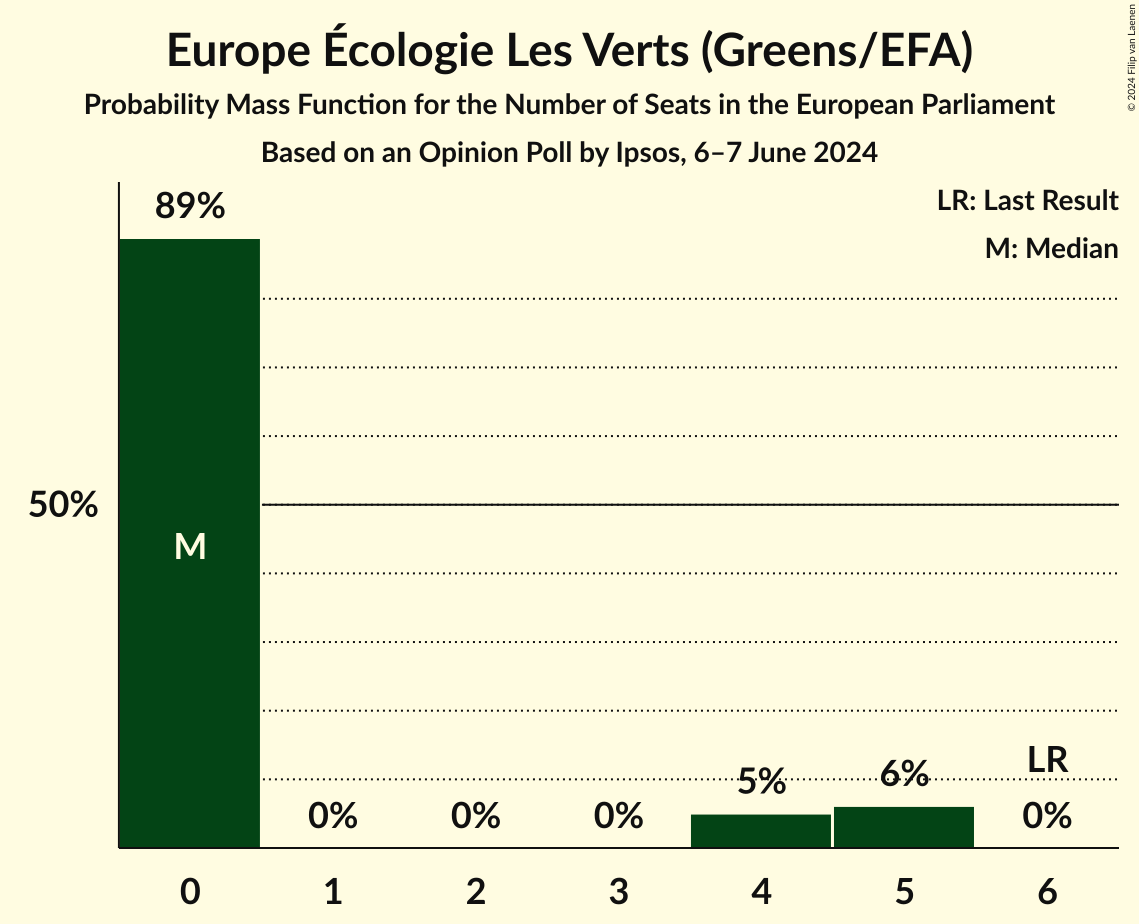 Europe Écologie Les Verts (Greens/EFA)
Probability Mass Function for the Number of Seats in the European Parliament
Based on an Opinion Poll by Ipsos, 6–7 June 2024
© 2024 Filip van Laenen
LR: Last Result
M: Median
89%
50%
M
0%
0%
0%
5%
6%
LR
0%
0
1
2
3
4
5
6